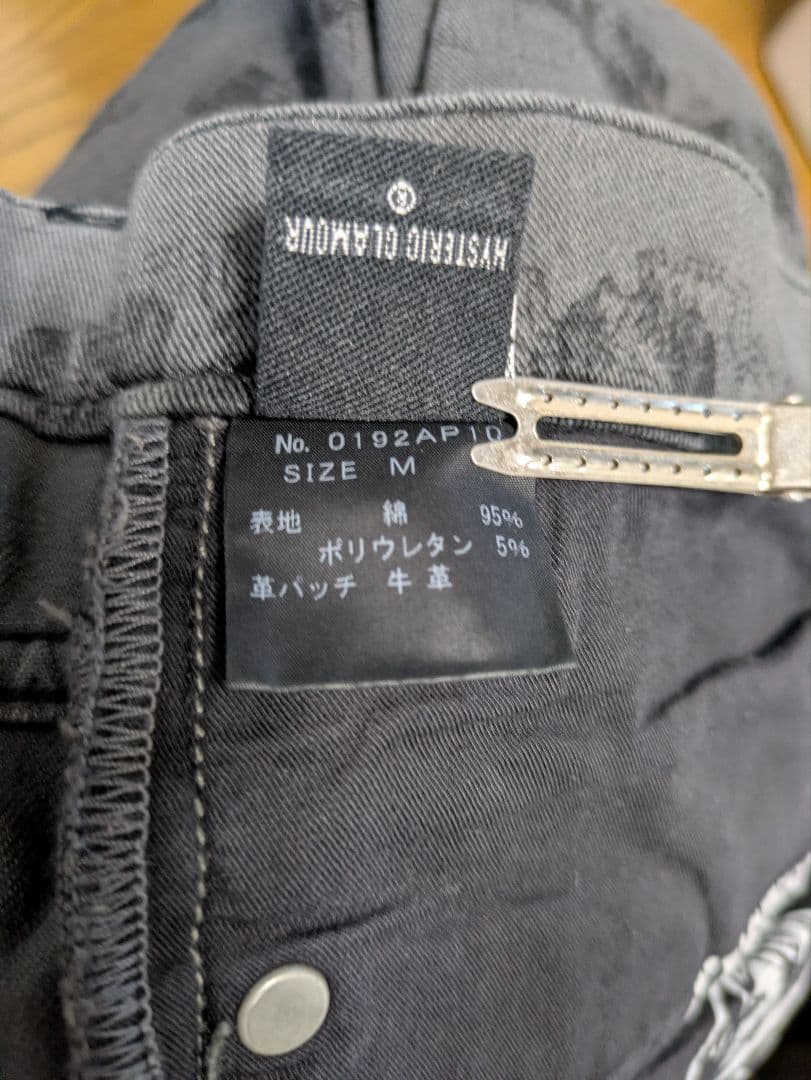 HYSTERIC GLAMOUR
®
No. 0192AP10
SIZE M
表地 綿 95%
ポリウレタン 5%
革パッチ 牛革